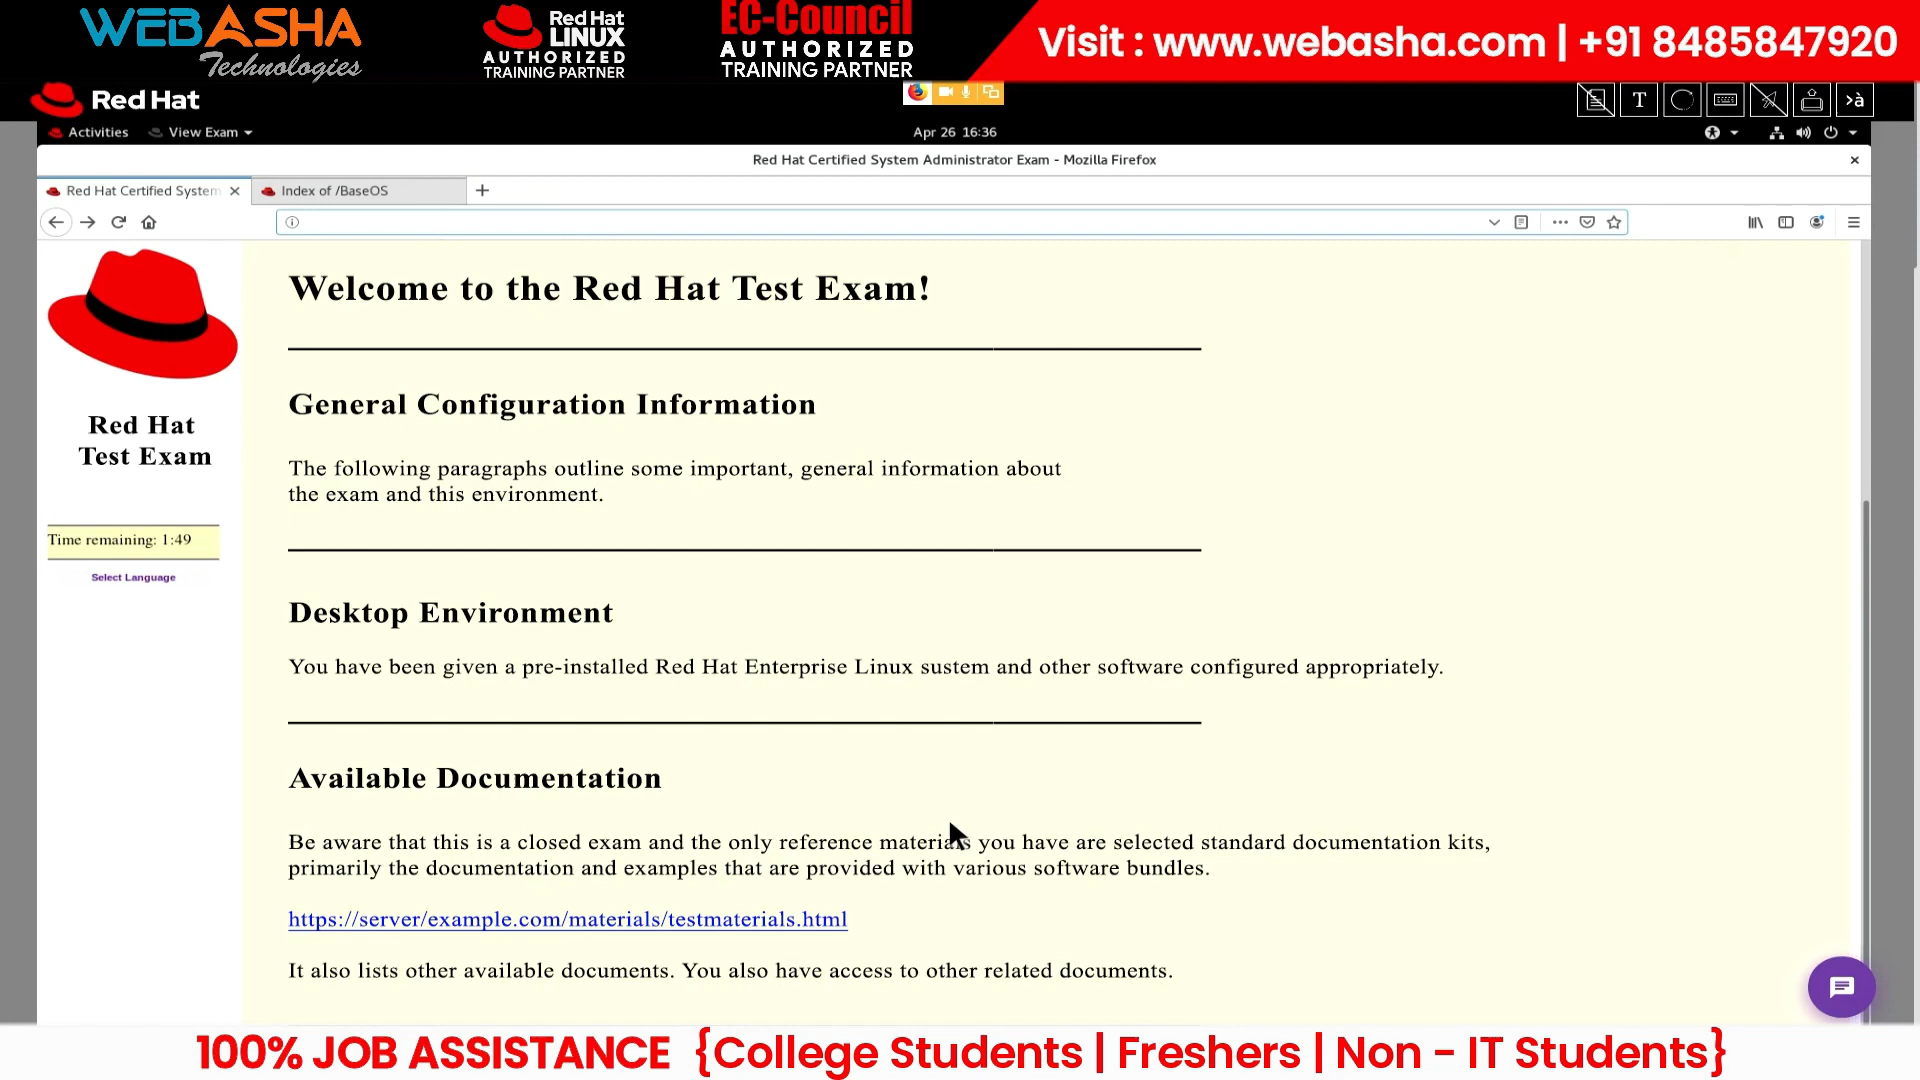 WEBASHA
Technologies
Red Hat
LINUX
AUTHORIZED
TRAINING PARTNER
EC-Council
AUTHORIZED
TRAINING PARTNER
Visit : www.webasha.com | +91 8485847920
Red Hat
T
>à
Activities
View Exam
Apr 26 16:36
Red Hat Certified System Administrator Exam - Mozilla Firefox
Red Hat Certified System
Index of /BaseOS
Red Hat
Test Exam
Time remaining: 1:49
Select Language
Welcome to the Red Hat Test Exam!
General Configuration Information
The following paragraphs outline some important, general information about
the exam and this environment.
Desktop Environment
You have been given a pre-installed Red Hat Enterprise Linux sustem and other software configured appropriately.
Available Documentation
Be aware that this is a closed exam and the only reference materials you have are selected standard documentation kits,
primarily the documentation and examples that are provided with various software bundles.
https://server/example.com/materials/testmaterials.html
It also lists other available documents. You also have access to other related documents.
100% JOB ASSISTANCE {College Students | Freshers | Non - IT Students}